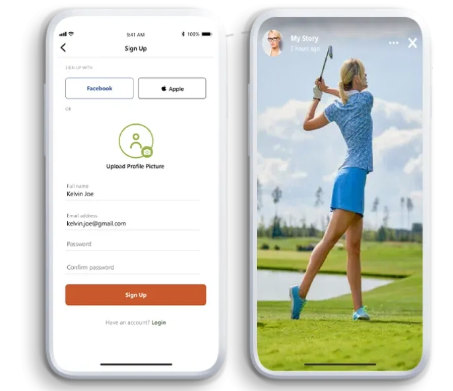 9:41 AM
100%
Sign Up
SIGN UP WITH
Facebook
Apple
OR
Upload Profile Picture
Full name
Kelvin Joe
Email address
kelvin.joe@gmail.com
Password
Confirm password
Sign Up
Have an account? Login
My Story
2 hours ago